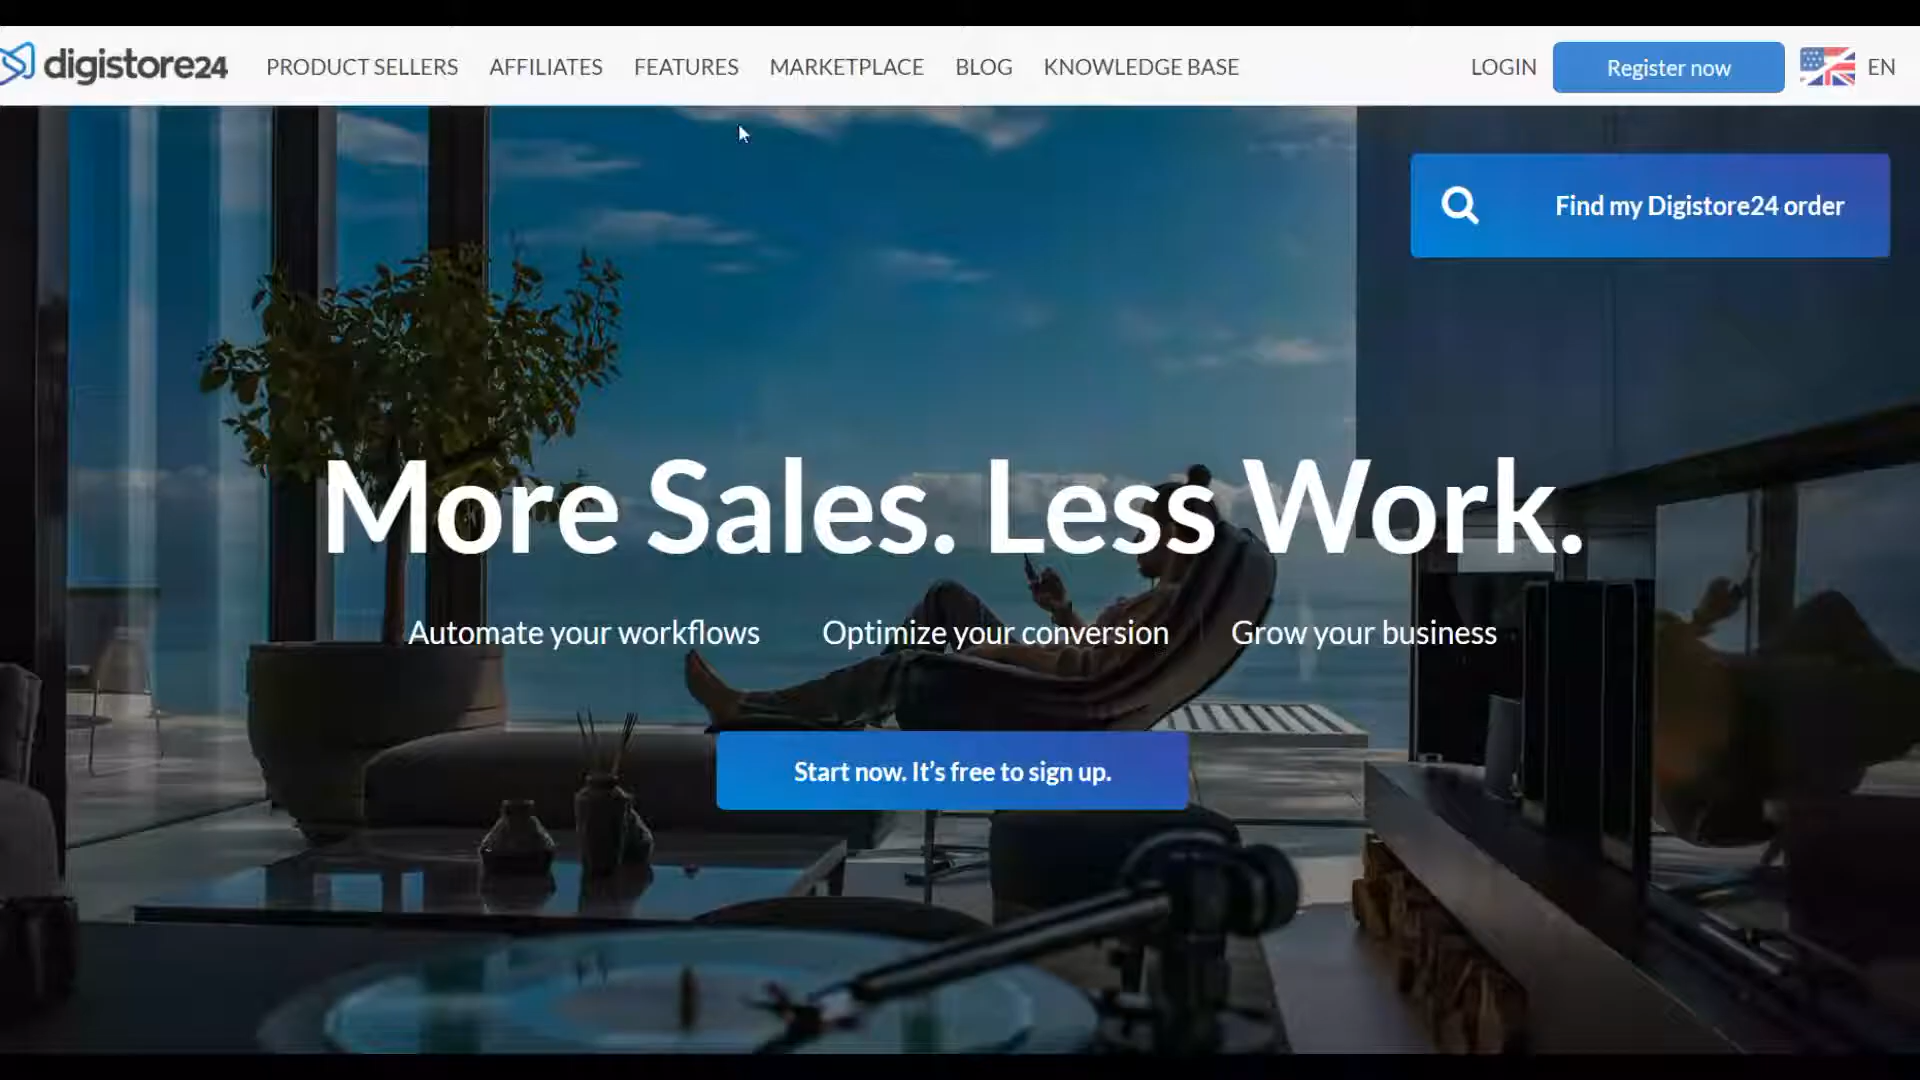 digistore24 PRODUCT SELLERS AFFILIATES FEATURES MARKETPLACE BLOG KNOWLEDGE BASE LOGIN Register now EN
Find my Digistore24 order
More Sales. Less Work.
Automate your workflows Optimize your conversion Grow your business
Start now. It's free to sign up.